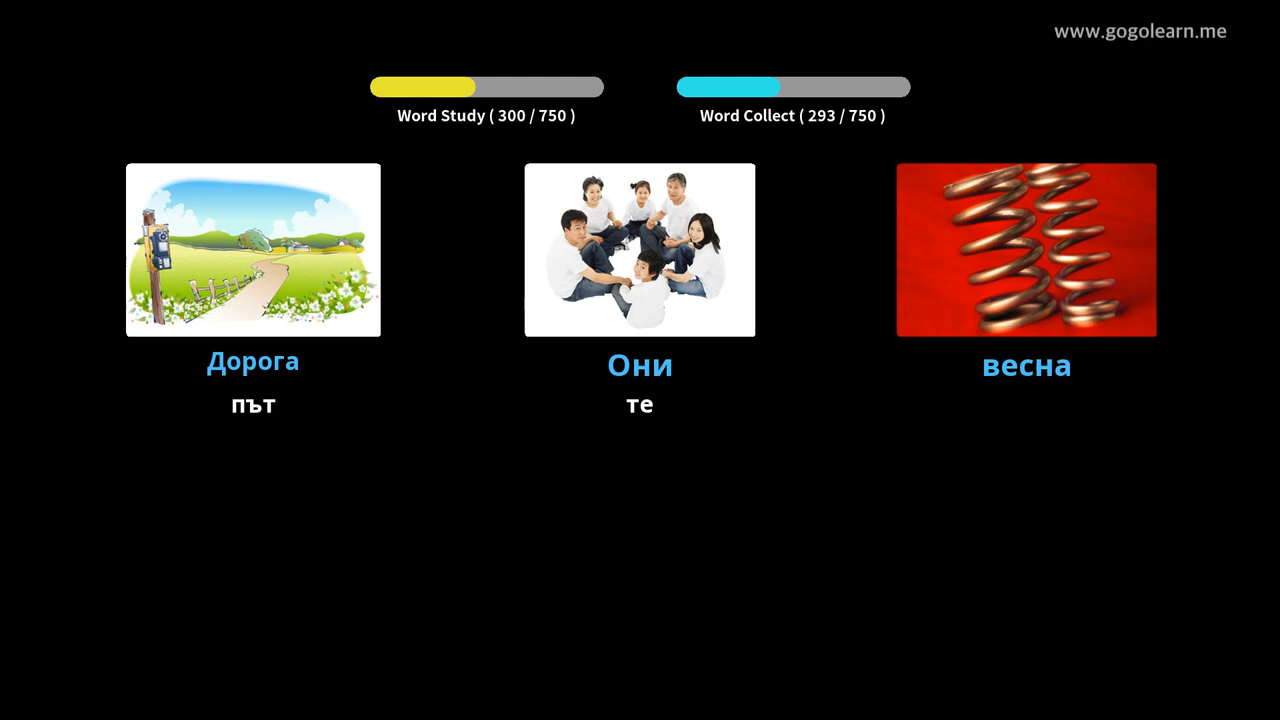 www.gogolearn.me
Word Study ( 300 / 750 )
Word Collect ( 293 / 750 )
Дорога
път
Они
те
весна